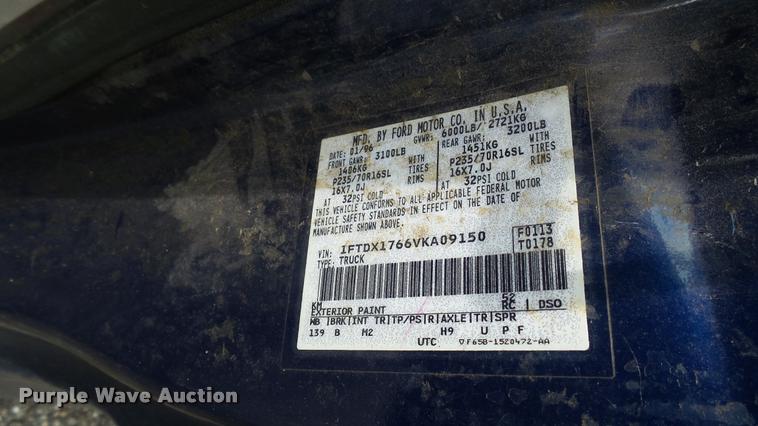 MFD. BY FORD MOTOR CO. IN U.S.A.
DATE: 01/96 GVWR: 6000LB/ 2721KG
FRONT GAWR: 3100LB REAR GAWR: 3200LB
1406KG WITH 1451KG WITH
P235/70R16SL TIRES P235/70R16SL TIRES
16X7.0J RIMS 16X7.0J RIMS
AT 32PSI COLD AT 32PSI COLD
THIS VEHICLE CONFORMS TO ALL APPLICABLE FEDERAL MOTOR
VEHICLE SAFETY STANDARDS IN EFFECT ON THE DATE OF
MANUFACTURE SHOWN ABOVE.
VIN: 1FTDX1766VKA09150 F0113
TYPE: TRUCK T0178
KM 52
EXTERIOR PAINT RC DSO
WB BRK INT TR TP/PS R AXLE TR SPR
139 B M2 H9 U P F
UTC F65B-1520472-AA
Purple Wave Auction